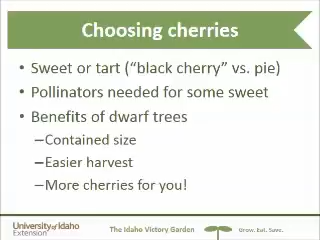 Choosing cherries
• Sweet or tart (“black cherry” vs. pie)
• Pollinators needed for some sweet
• Benefits of dwarf trees
–Contained size
–Easier harvest
–More cherries for you!
University of Idaho
Extension
The Idaho Victory Garden
Grow. Eat. Save.